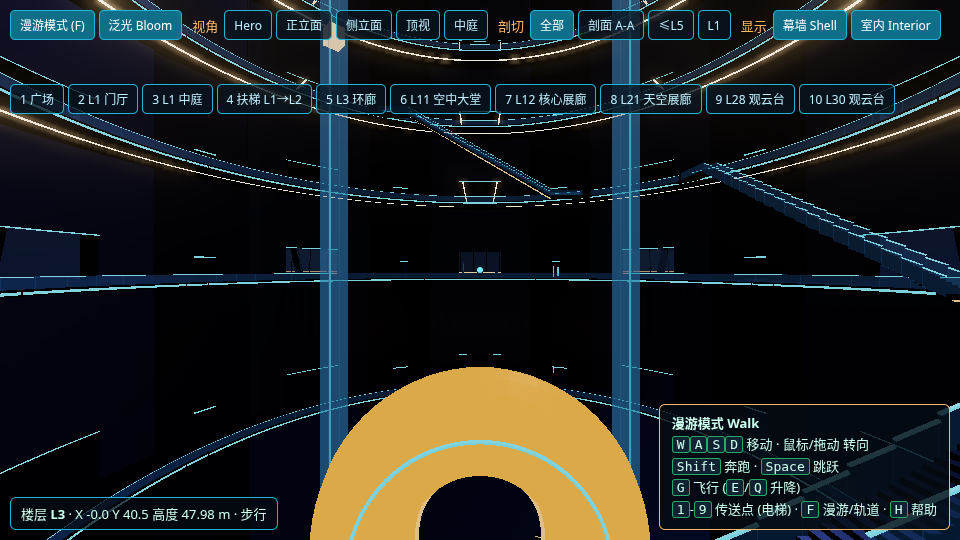 漫游模式 (F) 泛光 Bloom 视角 Hero 正立面 侧立面 顶视 中庭 剖切 全部 剖面 A-A ≤L5 L1 显示 幕墙 Shell 室内 Interior
1 广场 2 L1 门厅 3 L1 中庭 4 扶梯 L1→L2 5 L3 环廊 6 L11 空中大堂 7 L12 核心展廊 8 L21 天空展廊 9 L28 观云台 10 L30 观云台
漫游模式 Walk
W A S D 移动 · 鼠标/拖动 转向
Shift 奔跑 · Space 跳跃
G 飞行 (E/Q 升降)
1-9 传送点 (电梯) · F 漫游/轨道 · H 帮助
楼层 L3 · X -0.0 Y 40.5 高度 47.98 m · 步行